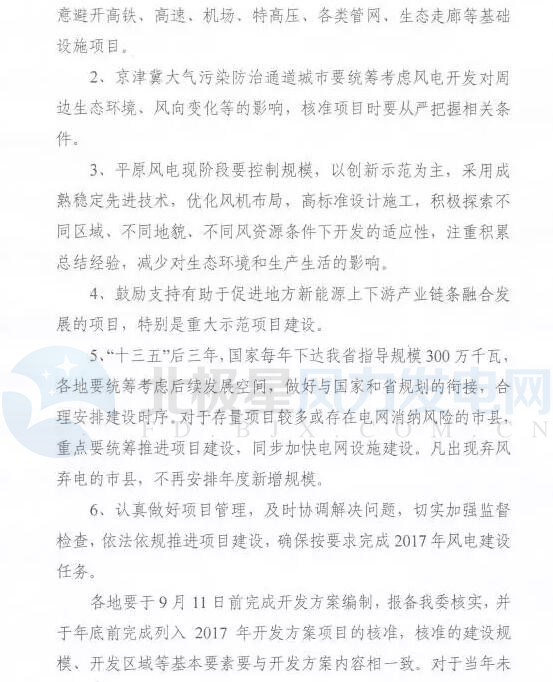 意避开高铁、高速、机场、特高压、各类管网、生态走廊等基础
设施项目。
2、京津冀大气污染防治通道城市要统筹考虑风电开发对周
边生态环境、风向变化等的影响，核准项目时要从严把握相关条
件。
3、平原风电现阶段要控制规模，以创新示范为主，采用成
熟稳定先进技术，优化风机布局，高标准设计施工，积极探索不
同区域、不同地貌、不同风资源条件下开发的适应性，注重积累
总结经验，减少对生态环境和生产生活的影响。
4、鼓励支持有助于促进地方新能源上下游产业链条融合发
展的项目，特别是重大示范项目建设。
5、“十三五”后三年，国家每年下达我省指导规模 300 万千瓦，
各地要统筹考虑后续发展空间，做好与国家和省规划的衔接，合
理安排建设时序。对于存量项目较多或存在电网消纳风险的市县，
重点要统筹推进项目建设，同步加快电网设施建设。凡出现弃风
弃电的市县，不再安排年度新增规模。
6、认真做好项目管理，及时协调解决问题，切实加强监督
检查，依法依规推进项目建设，确保按要求完成 2017 年风电建设
任务。
各地要于 9 月 11 日前完成开发方案编制，报备我委核实，并
于年底前完成列入 2017 年开发方案项目的核准，核准的建设规
模、开发区域等基本要素要与开发方案内容相一致。对于当年未
北极星风力发电网
FD.BJX.COM.CN